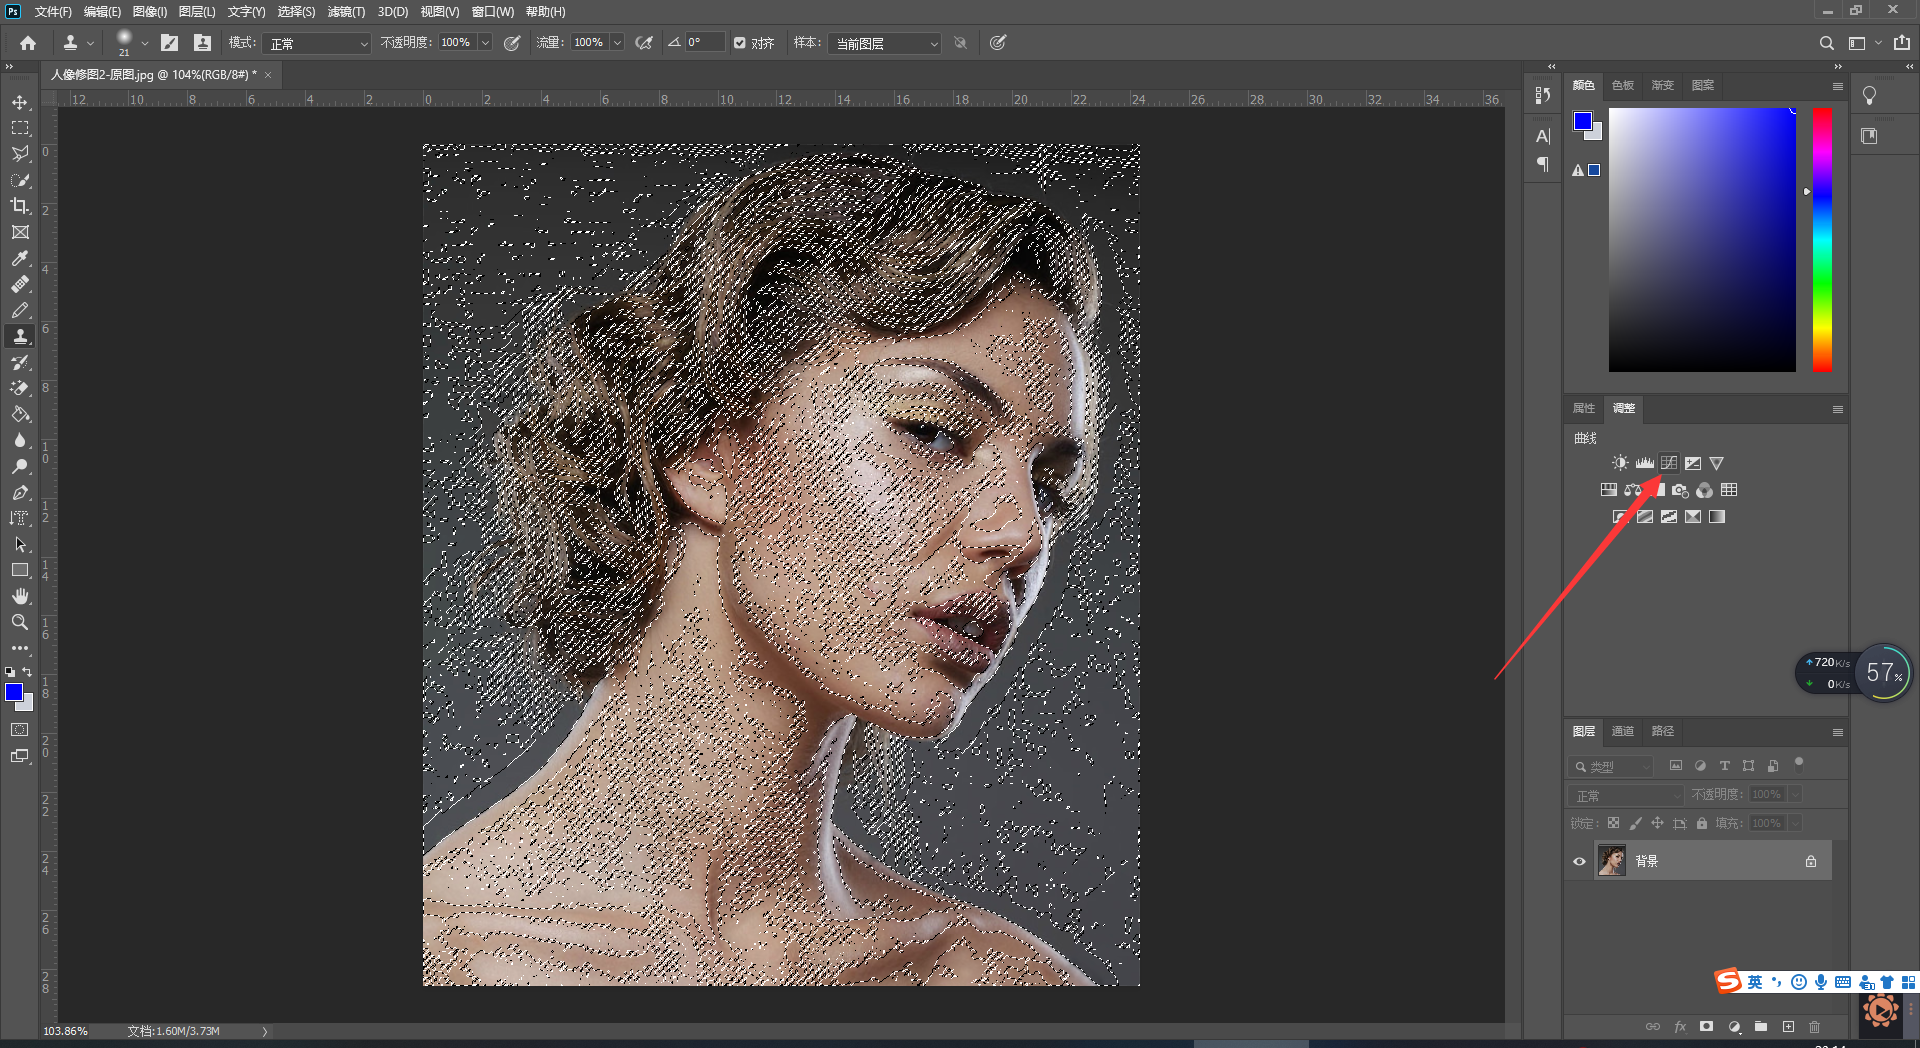 Ps 文件(F) 编辑(E) 图像(I) 图层(L) 文字(Y) 选择(S) 滤镜(T) 3D(D) 视图(V) 窗口(W) 帮助(H)
21 模式: 正常 不透明度: 100% 流量: 100% 0° 对齐 样本: 当前图层
人像修图2-原图.jpg @ 104%(RGB/8#) * ×
12 10 8 6 4 2 0 2 4 6 8 10 12 14 16 18 20 22 24 26 28 30 32 34 36
0
2
4
6
8
10
12
14
16
18
20
22
24
26
28
颜色 色板 渐变 图案
属性 调整
曲线
720K/s
0K/s
57%
图层 通道 路径
类型
正常 不透明度: 100%
锁定: 填充: 100%
背景
英
103.86% 文档:1.60M/3.73M